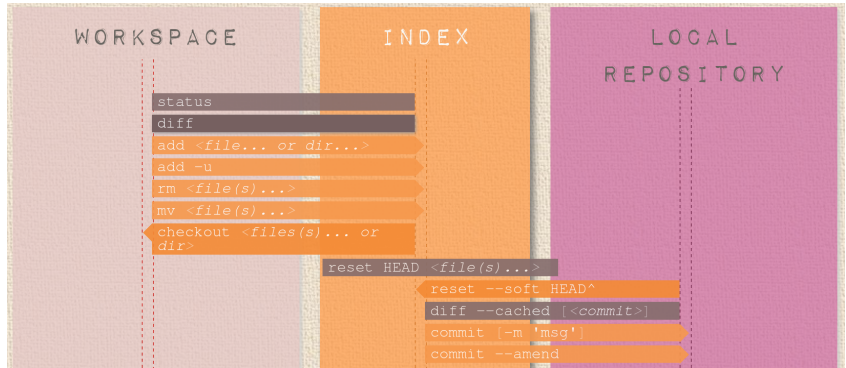 WORKSPACE
INDEX
LOCAL
REPOSITORY
status
diff
add <file... or dir...>
add -u
rm <file(s)...>
mv <file(s)...>
checkout <files(s)... or
dir>
reset HEAD <file(s)...>
reset --soft HEAD^
diff --cached [<commit>]
commit [-m 'msg']
commit --amend